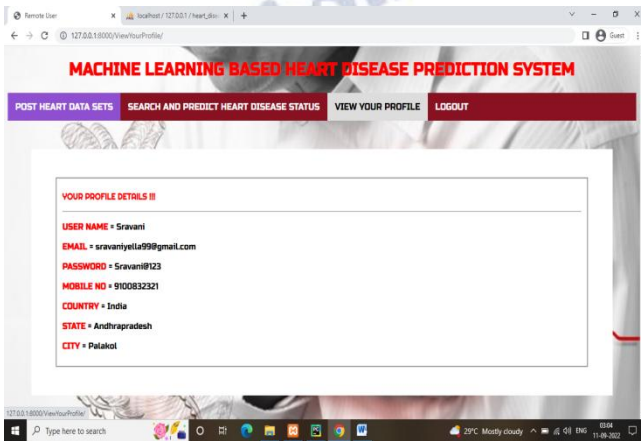 Remote User
localhost / 127.0.0.1 / heart_dise
127.0.0.1:8000/ViewYourProfile/
Guest
MACHINE LEARNING BASED HEART DISEASE PREDICTION SYSTEM
POST HEART DATA SETS SEARCH AND PREDICT HEART DISEASE STATUS VIEW YOUR PROFILE LOGOUT
YOUR PROFILE DETAILS !!!
USER NAME = Sravani
EMAIL = sravaniyella99@gmail.com
PASSWORD = Sravani@123
MOBILE NO = 9100832321
COUNTRY = India
STATE = Andhrapradesh
CITY = Palakol
127.0.0.1:8000/ViewYourProfile/
Type here to search
29°C Mostly cloudy
ENG
03:04
11-09-2022